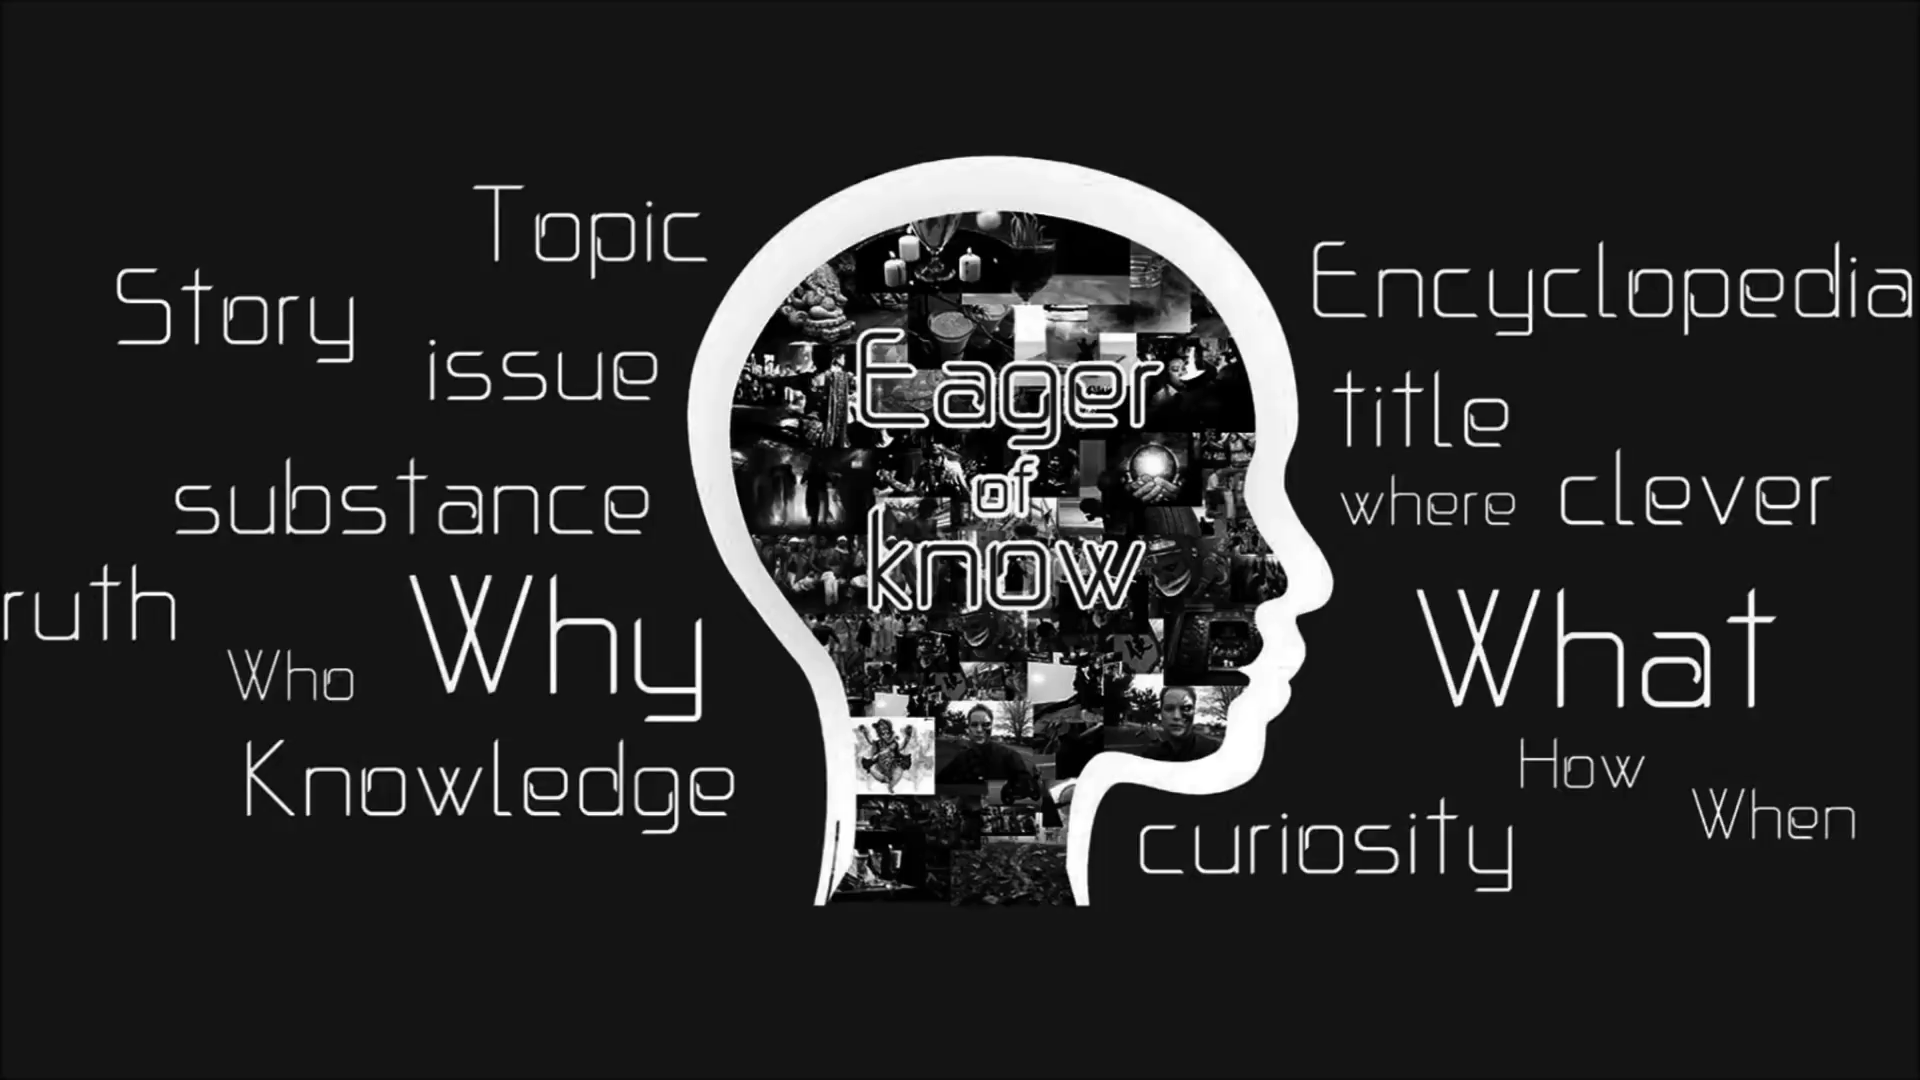 Topic
Story
issue
substance
ruth
Who
Why
Knowledge
Eager
of
know
Encyclopedia
title
where
clever
What
How
When
curiosity